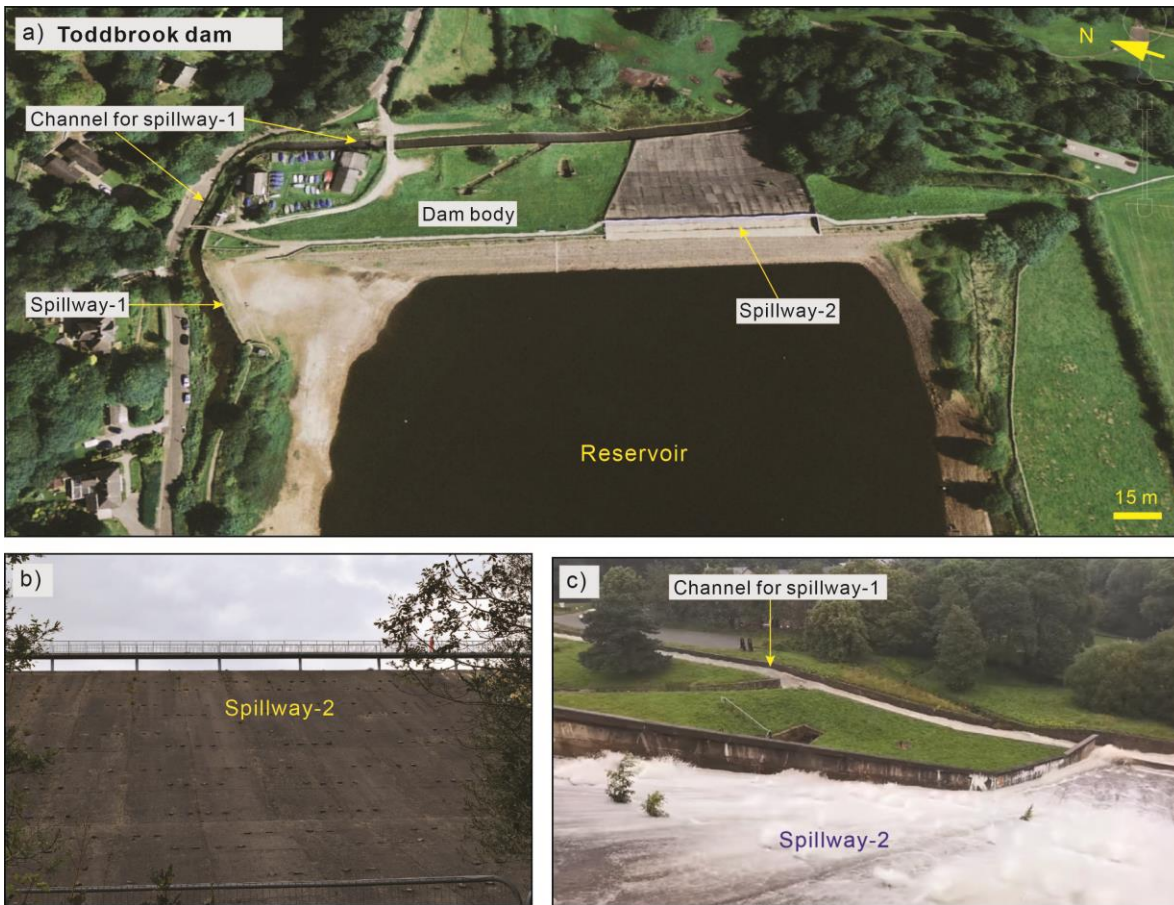 a) Toddbrook dam
N
Channel for spillway-1
Dam body
Spillway-1
Spillway-2
Reservoir
15 m
b)
Spillway-2
c)
Channel for spillway-1
Spillway-2